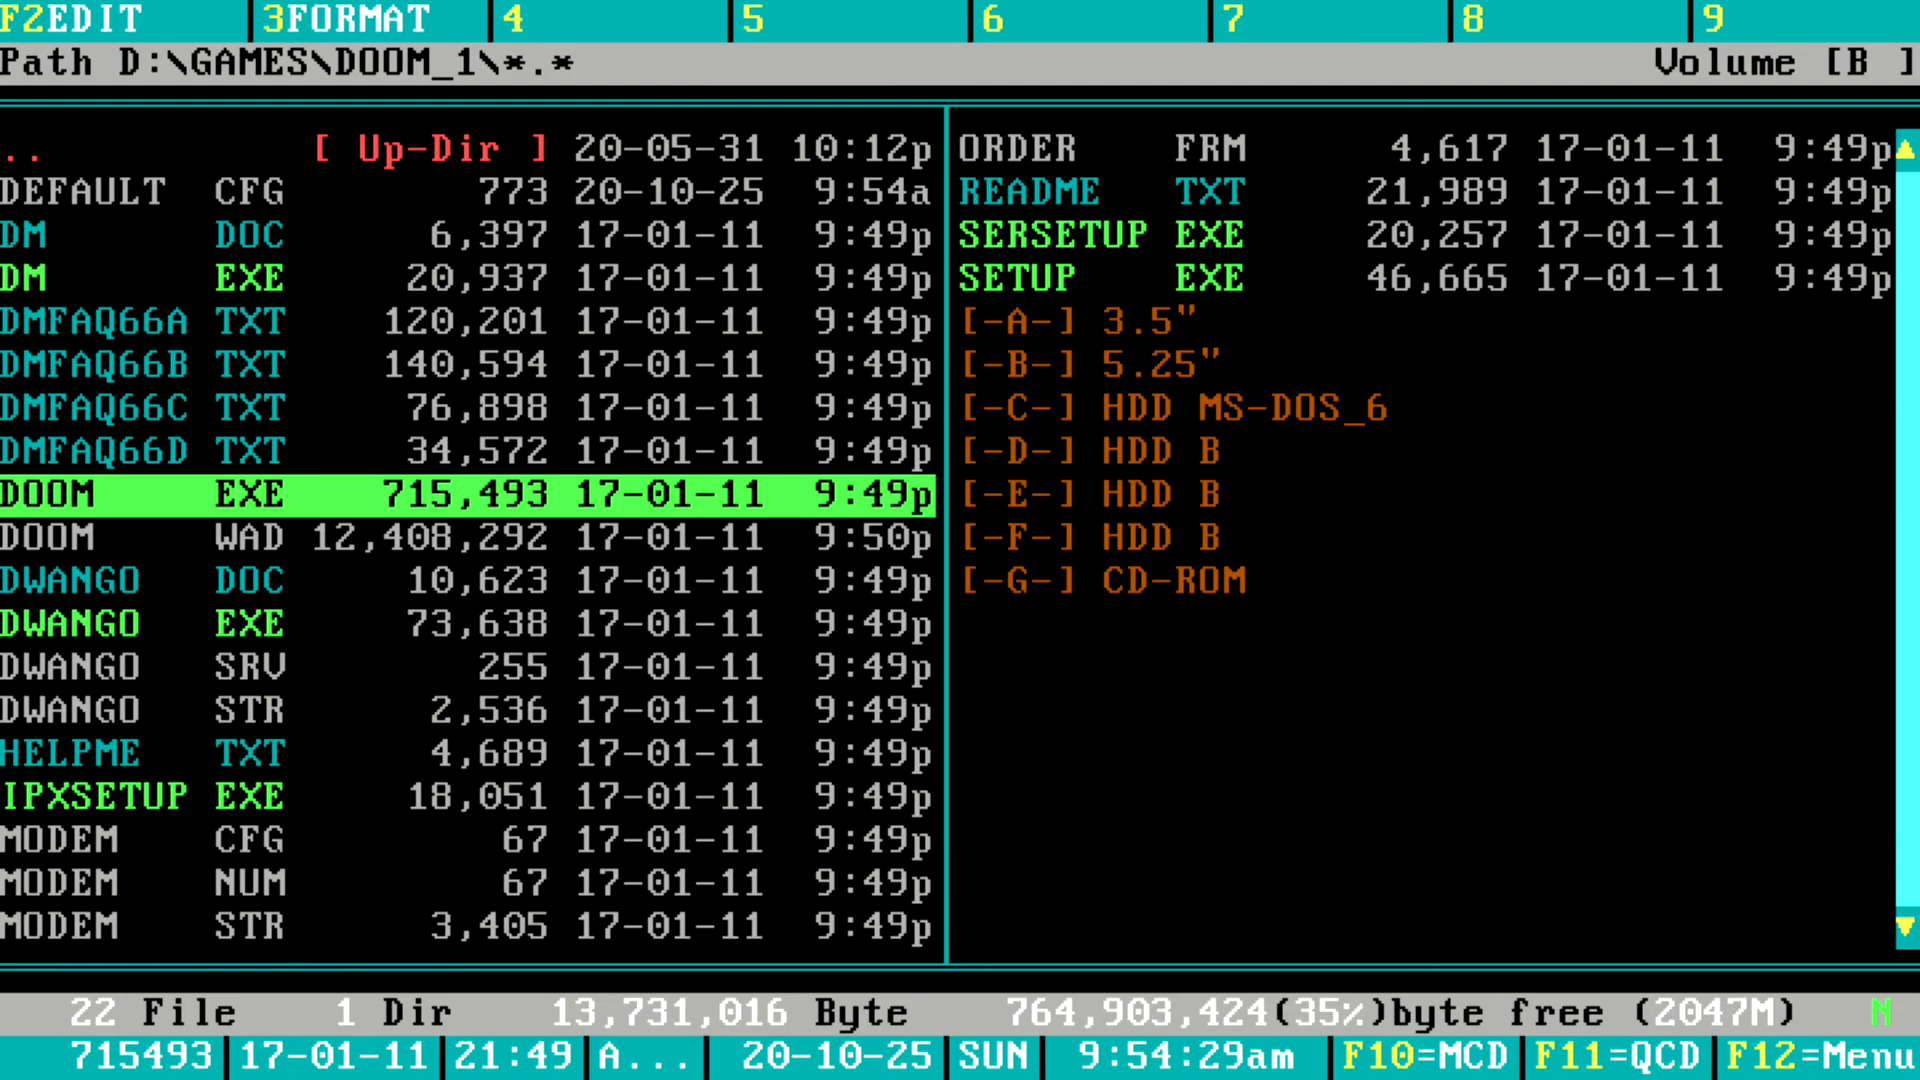 F2EDIT 3FORMAT 4 5 6 7 8 9
Path D:\GAMES\DOOM_1\*.* Volume [B ]
.. [ Up-Dir ] 20-05-31 10:12p
DEFAULT CFG 773 20-10-25 9:54a
DM DOC 6,397 17-01-11 9:49p
DM EXE 20,937 17-01-11 9:49p
DMFAQ66A TXT 120,201 17-01-11 9:49p
DMFAQ66B TXT 140,594 17-01-11 9:49p
DMFAQ66C TXT 76,898 17-01-11 9:49p
DMFAQ66D TXT 34,572 17-01-11 9:49p
DOOM EXE 715,493 17-01-11 9:49p
DOOM WAD 12,408,292 17-01-11 9:50p
DWANGO DOC 10,623 17-01-11 9:49p
DWANGO EXE 73,638 17-01-11 9:49p
DWANGO SRV 255 17-01-11 9:49p
DWANGO STR 2,536 17-01-11 9:49p
HELPME TXT 4,689 17-01-11 9:49p
IPXSETUP EXE 18,051 17-01-11 9:49p
MODEM CFG 67 17-01-11 9:49p
MODEM NUM 67 17-01-11 9:49p
MODEM STR 3,405 17-01-11 9:49p
ORDER FRM 4,617 17-01-11 9:49p
README TXT 21,989 17-01-11 9:49p
SERSETUP EXE 20,257 17-01-11 9:49p
SETUP EXE 46,665 17-01-11 9:49p
[-A-] 3.5"
[-B-] 5.25"
[-C-] HDD MS-DOS_6
[-D-] HDD B
[-E-] HDD B
[-F-] HDD B
[-G-] CD-ROM
22 File 1 Dir 13,731,016 Byte 764,903,424(35%)byte free (2047M) N
715493 17-01-11 21:49 A... 20-10-25 SUN 9:54:29am F10=MCD F11=QCD F12=Menu